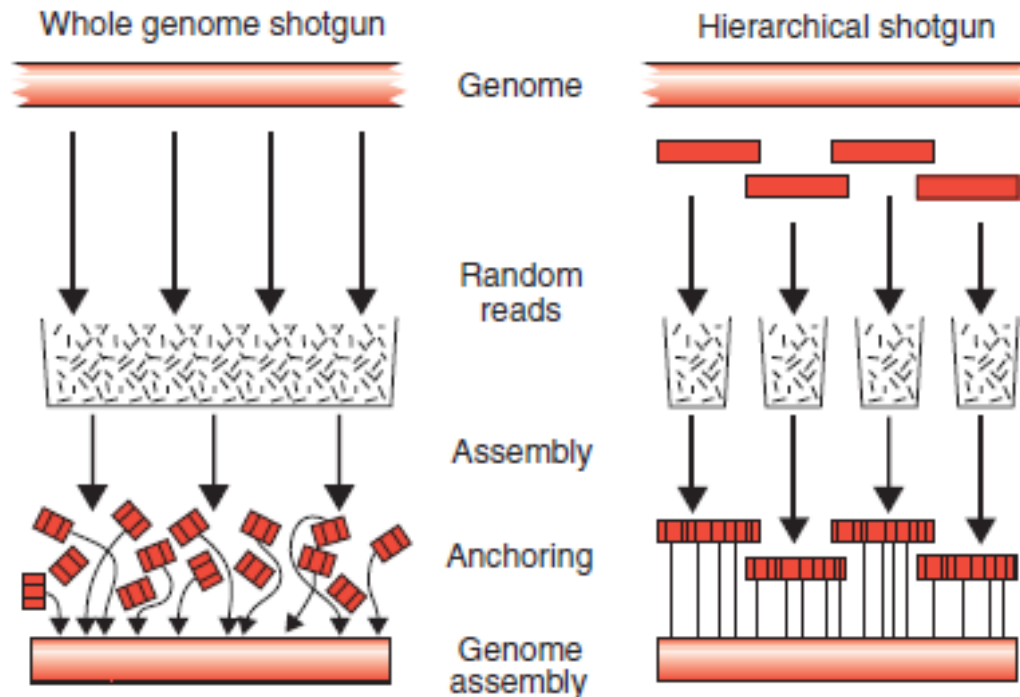 Whole genome shotgun
Hierarchical shotgun
Genome
Random
reads
Assembly
Anchoring
Genome
assembly